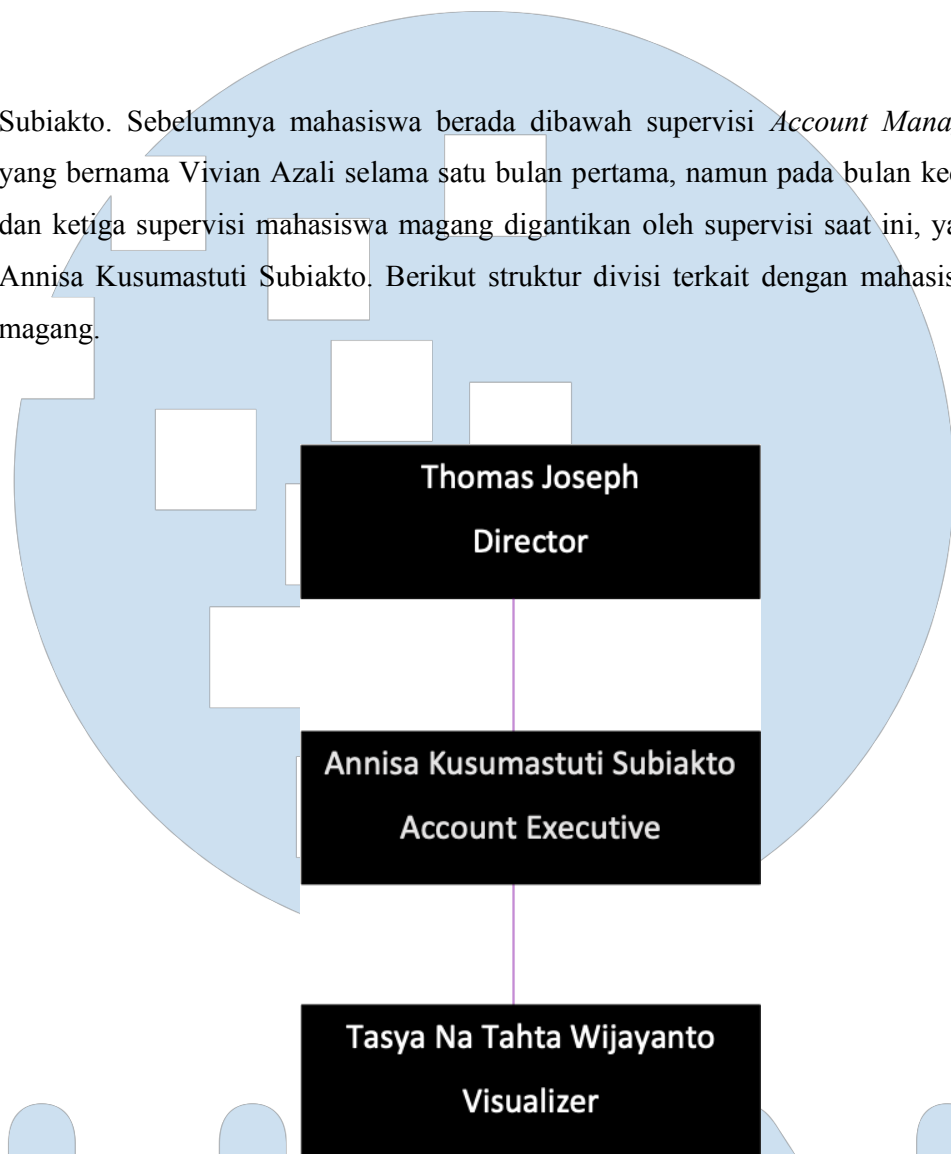 Subiakto. Sebelumnya mahasiswa berada dibawah supervisi Account Mana
yang bernama Vivian Azali selama satu bulan pertama, namun pada bulan
dan ketiga supervisi mahasiswa magang digantikan oleh supervisi saat ini,
Annisa Kusumastuti Subiakto. Berikut struktur divisi terkait dengan
magang.
Thomas Joseph
Director
Annisa Kusumastuti Subiakto
Account Executive
Tasya Na Tahta Wijayanto
Visualizer